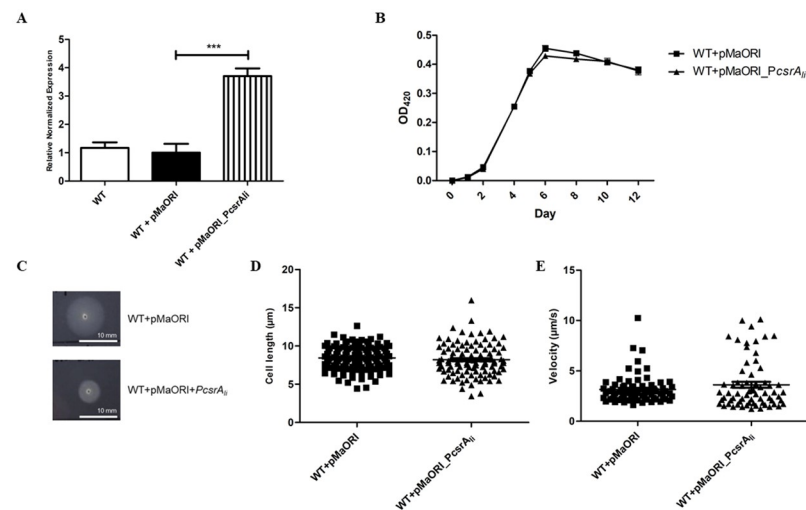 A
***
Relative Normalized Expression
5
4
3
2
1
0
WT
WT + pMaORI
WT + pMaORI_PcsrAli
B
OD420
0.5
0.4
0.3
0.2
0.1
0.0
0
2
4
6
8
10
12
Day
WT+pMaORI
WT+pMaORI_PcsrAli
C
10 mm
WT+pMaORI
10 mm
WT+pMaORI+PcsrAli
D
Cell length (µm)
20
15
10
5
0
WT+pMaORI
WT+pMaORI_PcsrAli
E
Velocity (µm/s)
15
10
5
0
WT+pMaORI
WT+pMaORI_PcsrAli